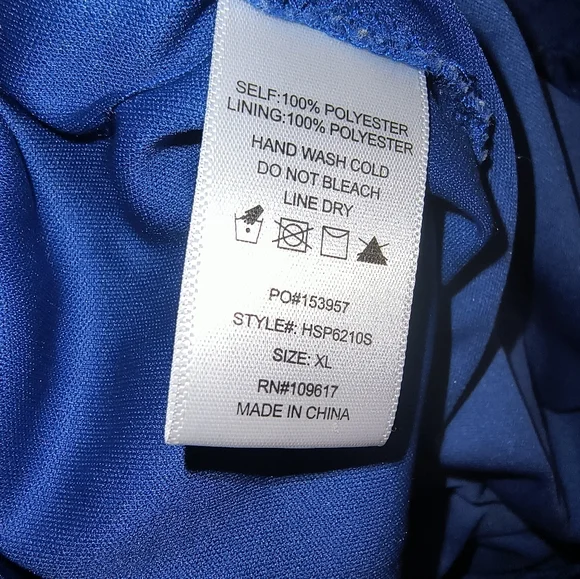 SELF:100% POLYESTER
LINING:100% POLYESTER
HAND WASH COLD
DO NOT BLEACH
LINE DRY
PO#153957
STYLE#: HSP6210S
SIZE: XL
RN#109617
MADE IN CHINA